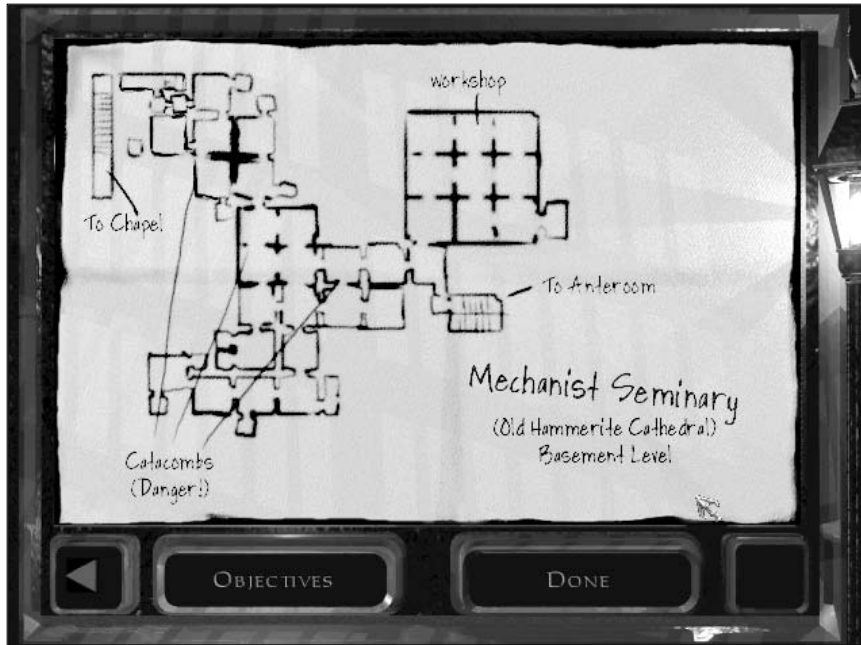 workshop
To Chapel
To Anteroom
Mechanist Seminary
(Old Hammerite Cathedral)
Basement Level
Catacombs
(Danger!)
OBJECTIVES
DONE